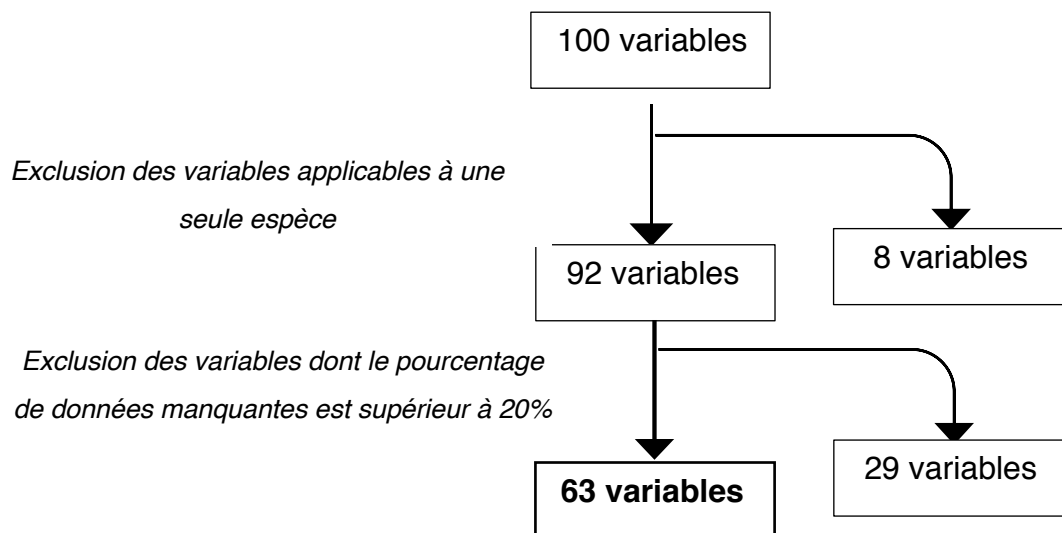 100 variables
Exclusion des variables applicables à une
seule espèce
92 variables
8 variables
Exclusion des variables dont le pourcentage
de données manquantes est supérieur à 20%
63 variables
29 variables